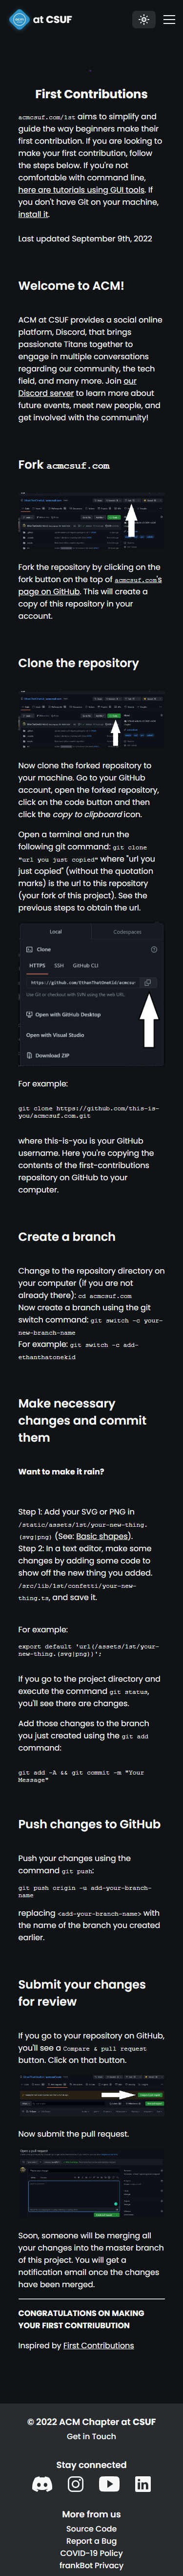 at CSUF
First Contributions
acmcsuf.com/1st aims to simplify and
guide the way beginners make their
first contribution. If you are looking to
make your first contribution, follow
the steps below. If you're not
comfortable with command line,
here are tutorials using GUI tools. If
you don't have Git on your machine,
install it.
Last updated September 9th, 2022
Welcome to ACM!
ACM at CSUF provides a social online
platform, Discord, that brings
passionate Titans together to
engage in multiple conversations
regarding our community, the tech
field, and many more. Join our
Discord server to learn more about
future events, meet new people, and
get involved with the community!
Fork acmcsuf.com
Fork the repository by clicking on the
fork button on the top of acmcsuf.com's
page on GitHub. This will create a
copy of this repository in your
account.
Clone the repository
Now clone the forked repository to
your machine. Go to your GitHub
account, open the forked repository,
click on the code button and then
click the copy to clipboard icon.
Open a terminal and run the
following git command: git clone
"url you just copied" where "url you
just copied" (without the quotation
marks) is the url to this repository
(your fork of this project). See the
previous steps to obtain the url.
Local
Codespaces
Clone
HTTPS
SSH
GitHub CLI
Use Git or checkout with SVN using the web URL.
Open with GitHub Desktop
Open with Visual Studio
Download ZIP
For example:
git clone https://github.com/this-is-
you/acmcsuf.com.git
where this-is-you is your GitHub
username. Here you're copying the
contents of the first-contributions
repository on GitHub to your
computer.
Create a branch
Change to the repository directory on
your computer (if you are not
already there): cd acmcsuf.com
Now create a branch using the git
switch command: git switch -c your-
new-branch-name
For example: git switch -c add-
ethanthatonekid
Make necessary
changes and commit
them
Want to make it rain?
Step 1: Add your SVG or PNG in
/static/assets/1st/your-new-thing.
(svg|png) (See: Basic shapes).
Step 2: In a text editor, make some
changes by adding some code to
show off the new thing you added.
/src/lib/1st/confetti/your-new-
thing.ts, and save it.
For example:
export default 'url(/assets/1st/your-
new-thing.(svg|png))';
If you go to the project directory and
execute the command git status,
you'll see there are changes.
Add those changes to the branch
you just created using the git add
command:
git add -A && git commit -m "Your
Message"
Push changes to GitHub
Push your changes using the
command git push:
git push origin -u add-your-branch-
name
replacing <add-your-branch-name> with
the name of the branch you created
earlier.
Submit your changes
for review
If you go to your repository on GitHub,
you'll see a Compare & pull request
button. Click on that button.
Now submit the pull request.
Soon, someone will be merging all
your changes into the master branch
of this project. You will get a
notification email once the changes
have been merged.
CONGRATULATIONS ON MAKING
YOUR FIRST CONTRIUBUTION
Inspired by First Contributions
© 2022 ACM Chapter at CSUF
Get in Touch
Stay connected
More from us
Source Code
Report a Bug
COVID-19 Policy
frankBot Privacy